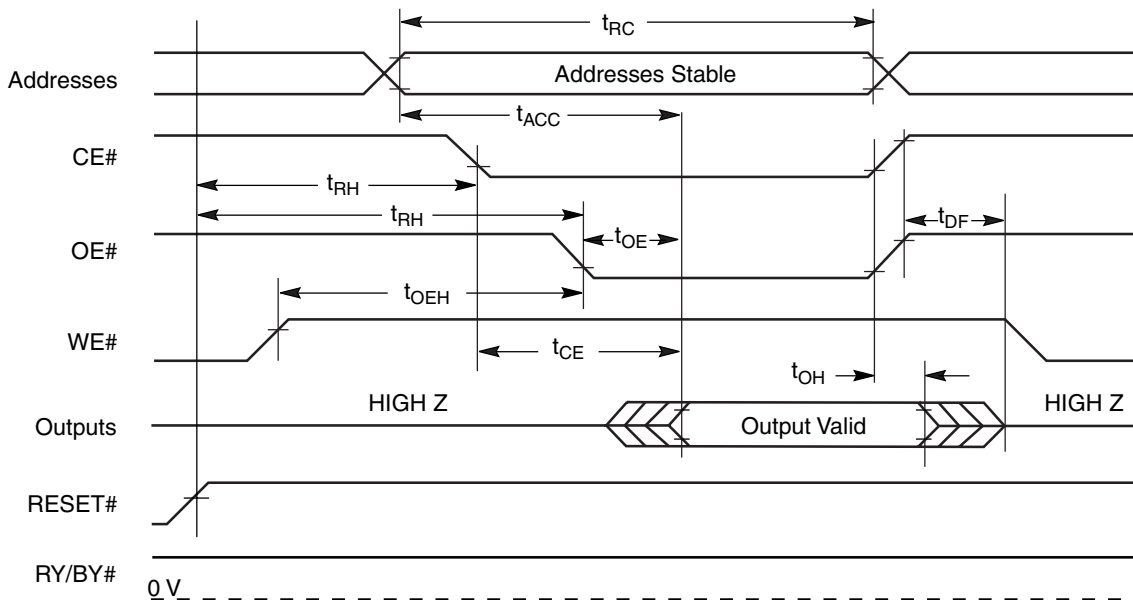 tRC
Addresses
Addresses Stable
tACC
CE#
tRH
tRH
tDF
OE#
tOE
tOEH
WE#
tCE
tOH
HIGH Z
HIGH Z
Outputs
Output Valid
RESET#
RY/BY#
0 V